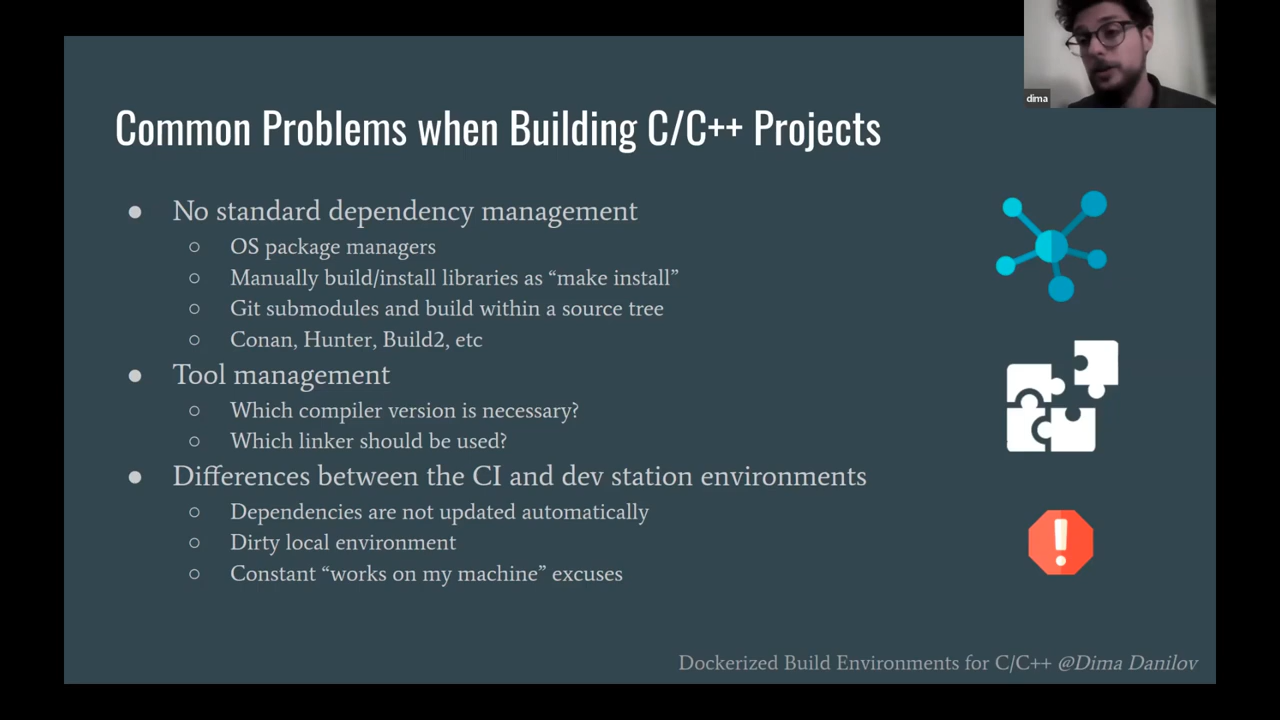 dima
Common Problems when Building C/C++ Projects
● No standard dependency management
○ OS package managers
○ Manually build/install libraries as “make install”
○ Git submodules and build within a source tree
○ Conan, Hunter, Build2, etc
● Tool management
○ Which compiler version is necessary?
○ Which linker should be used?
● Differences between the CI and dev station environments
○ Dependencies are not updated automatically
○ Dirty local environment
○ Constant “works on my machine” excuses
Dockerized Build Environments for C/C++ @Dima Danilov